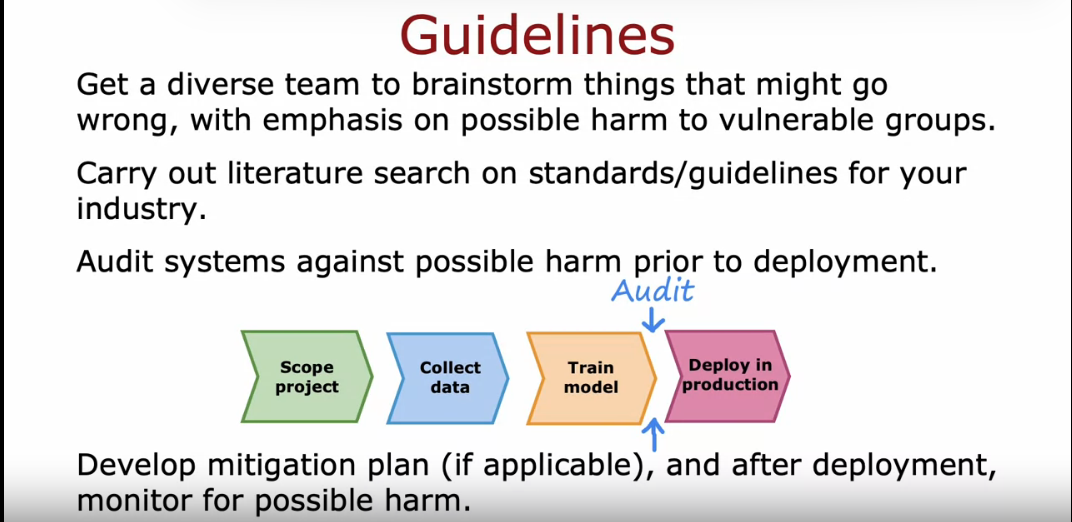 Guidelines
Get a diverse team to brainstorm things that might go
wrong, with emphasis on possible harm to vulnerable groups.
Carry out literature search on standards/guidelines for your
industry.
Audit systems against possible harm prior to deployment.
Audit
Scope
project
Collect
data
Train
model
Deploy in
production
Develop mitigation plan (if applicable), and after deployment,
monitor for possible harm.